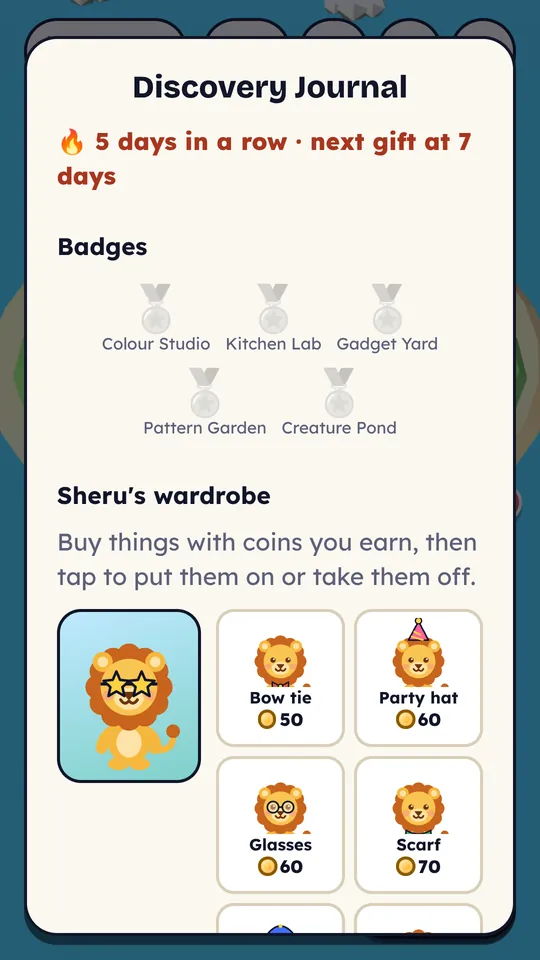 Discovery Journal
🔥 5 days in a row · next gift at 7
days
Badges
Colour Studio Kitchen Lab Gadget Yard
Pattern Garden Creature Pond
Sheru's wardrobe
Buy things with coins you earn, then
tap to put them on or take them off.
Bow tie Party hat
50 60
Glasses Scarf
60 70